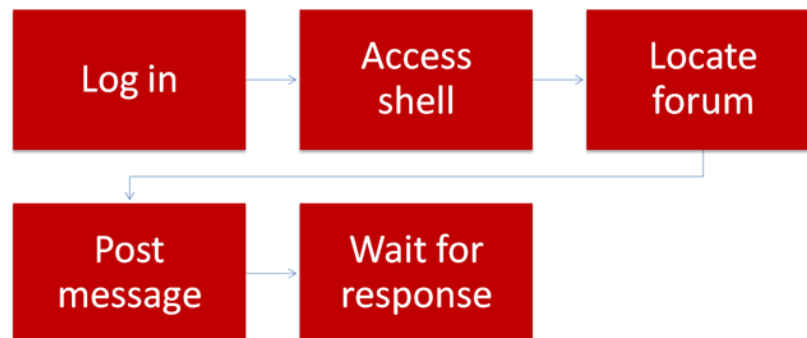 Log in
Access
shell
Locate
forum
Post
message
Wait for
response